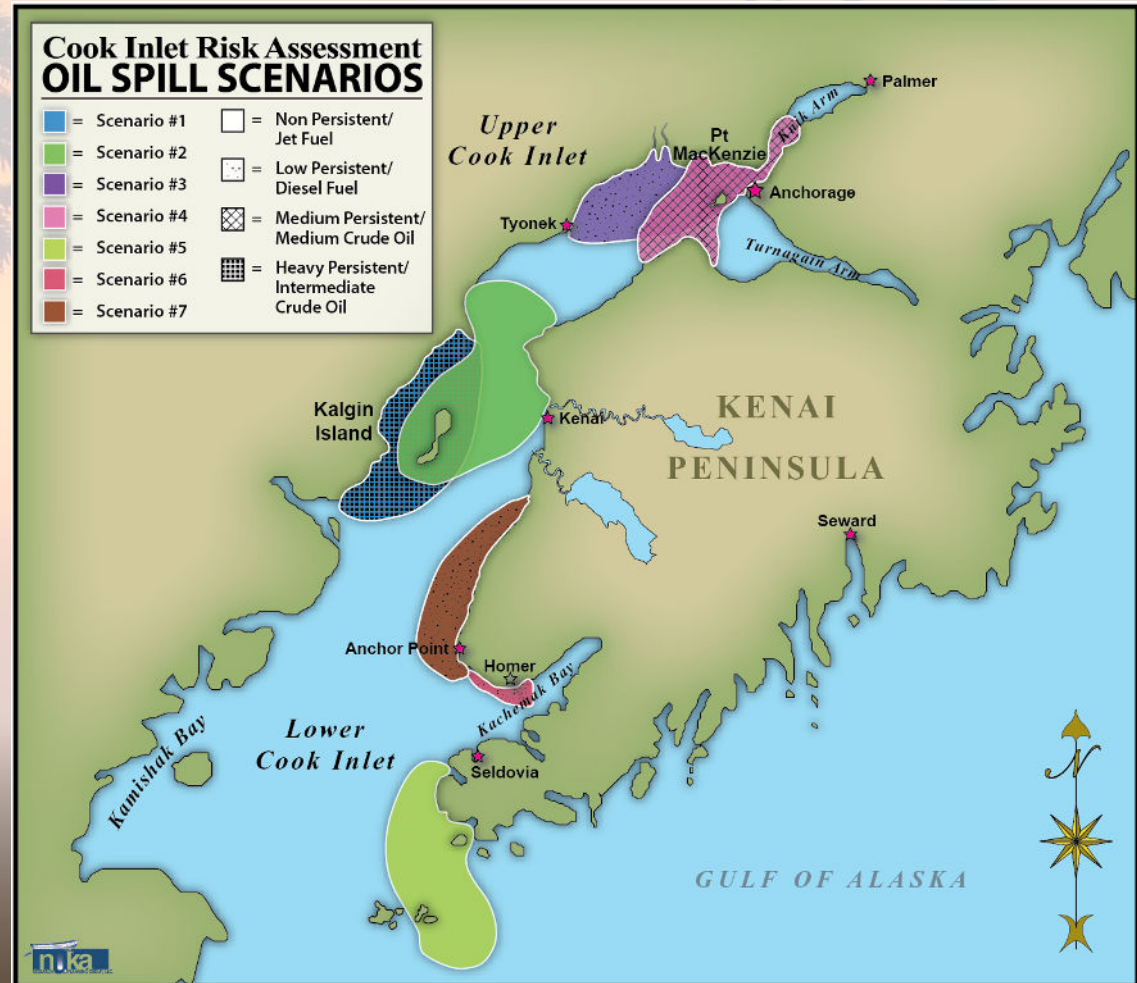 Cook Inlet Risk Assessment
OIL SPILL SCENARIOS
= Scenario #1
= Scenario #2
= Scenario #3
= Scenario #4
= Scenario #5
= Scenario #6
= Scenario #7
= Non Persistent/
Jet Fuel
= Low Persistent/
Diesel Fuel
= Medium Persistent/
Medium Crude Oil
= Heavy Persistent/
Intermediate
Crude Oil
Upper
Cook Inlet
Palmer
Knik Arm
Pt
MacKenzie
Anchorage
Tyonek
Turnagain Arm
Kalgin
Island
Kenai
KENAI
PENINSULA
Seward
Anchor Point
Homer
Kachemak Bay
Lower
Cook Inlet
Kamishak Bay
Seldovia
GULF OF ALASKA
N
nuka